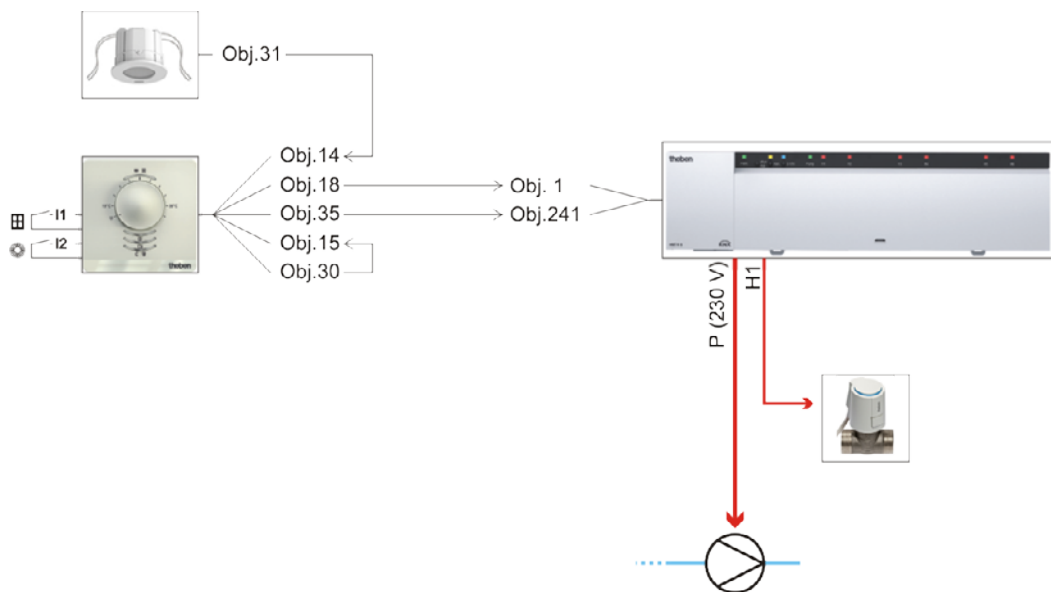 Obj.31
Obj.14
Obj.18
Obj. 1
Obj.35
Obj.241
Obj.15
Obj.30
I1
I2
theben
theben
P (230 V)
H1